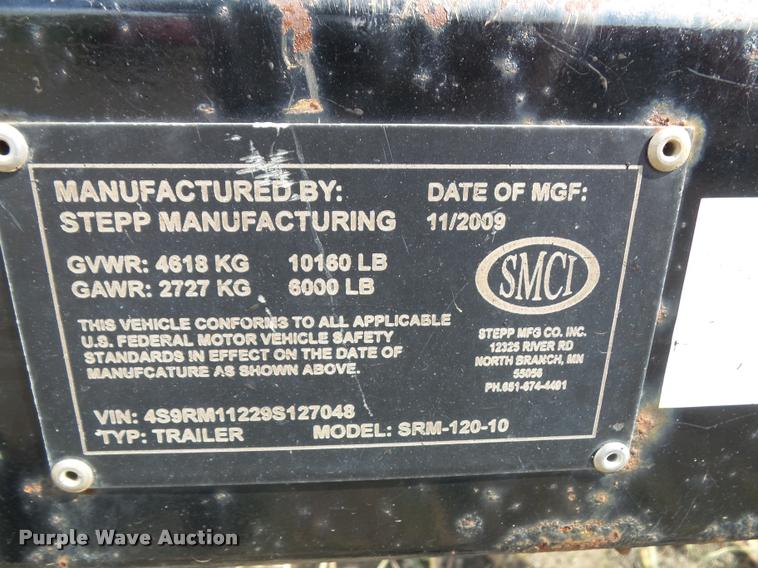 MANUFACTURED BY: DATE OF MGF:
STEPP MANUFACTURING 11/2009
GVWR: 4618 KG 10160 LB
GAWR: 2727 KG 6000 LB
SMCI
THIS VEHICLE CONFORMS TO ALL APPLICABLE
U.S. FEDERAL MOTOR VEHICLE SAFETY
STANDARDS IN EFFECT ON THE DATE OF
MANUFCATURE AS SHOWN ABOVE.
STEPP MFG CO. INC.
12325 RIVER RD
NORTH BRANCH, MN
55056
PH.651-674-4491
VIN: 4S9RM11229S127048
TYP: TRAILER MODEL: SRM-120-10
Purple Wave Auction